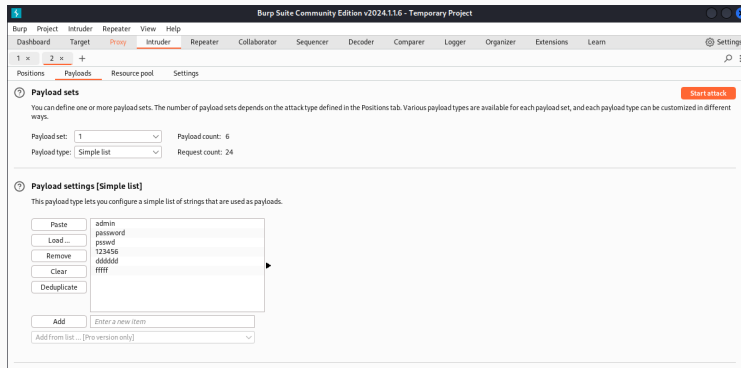 Burp Suite Community Edition v2024.1.1.6 - Temporary Project
Burp Project Intruder Repeater View Help
Dashboard Target Proxy Intruder Repeater Collaborator Sequencer Decoder Comparer Logger Organizer Extensions Learn Settings
1 × 2 × +
Positions Payloads Resource pool Settings
? Payload sets Start attack
You can define one or more payload sets. The number of payload sets depends on the attack type defined in the Positions tab. Various payload types are available for each payload set, and each payload type can be customized in different
ways.
Payload set: 1 Payload count: 6
Payload type: Simple list Request count: 24
? Payload settings [Simple list]
This payload type lets you configure a simple list of strings that are used as payloads.
Paste admin
password
Load ... psswd
Remove 123456
dddddd
Clear fffff
Deduplicate
Add Enter a new item
Add from list ... [Pro version only]